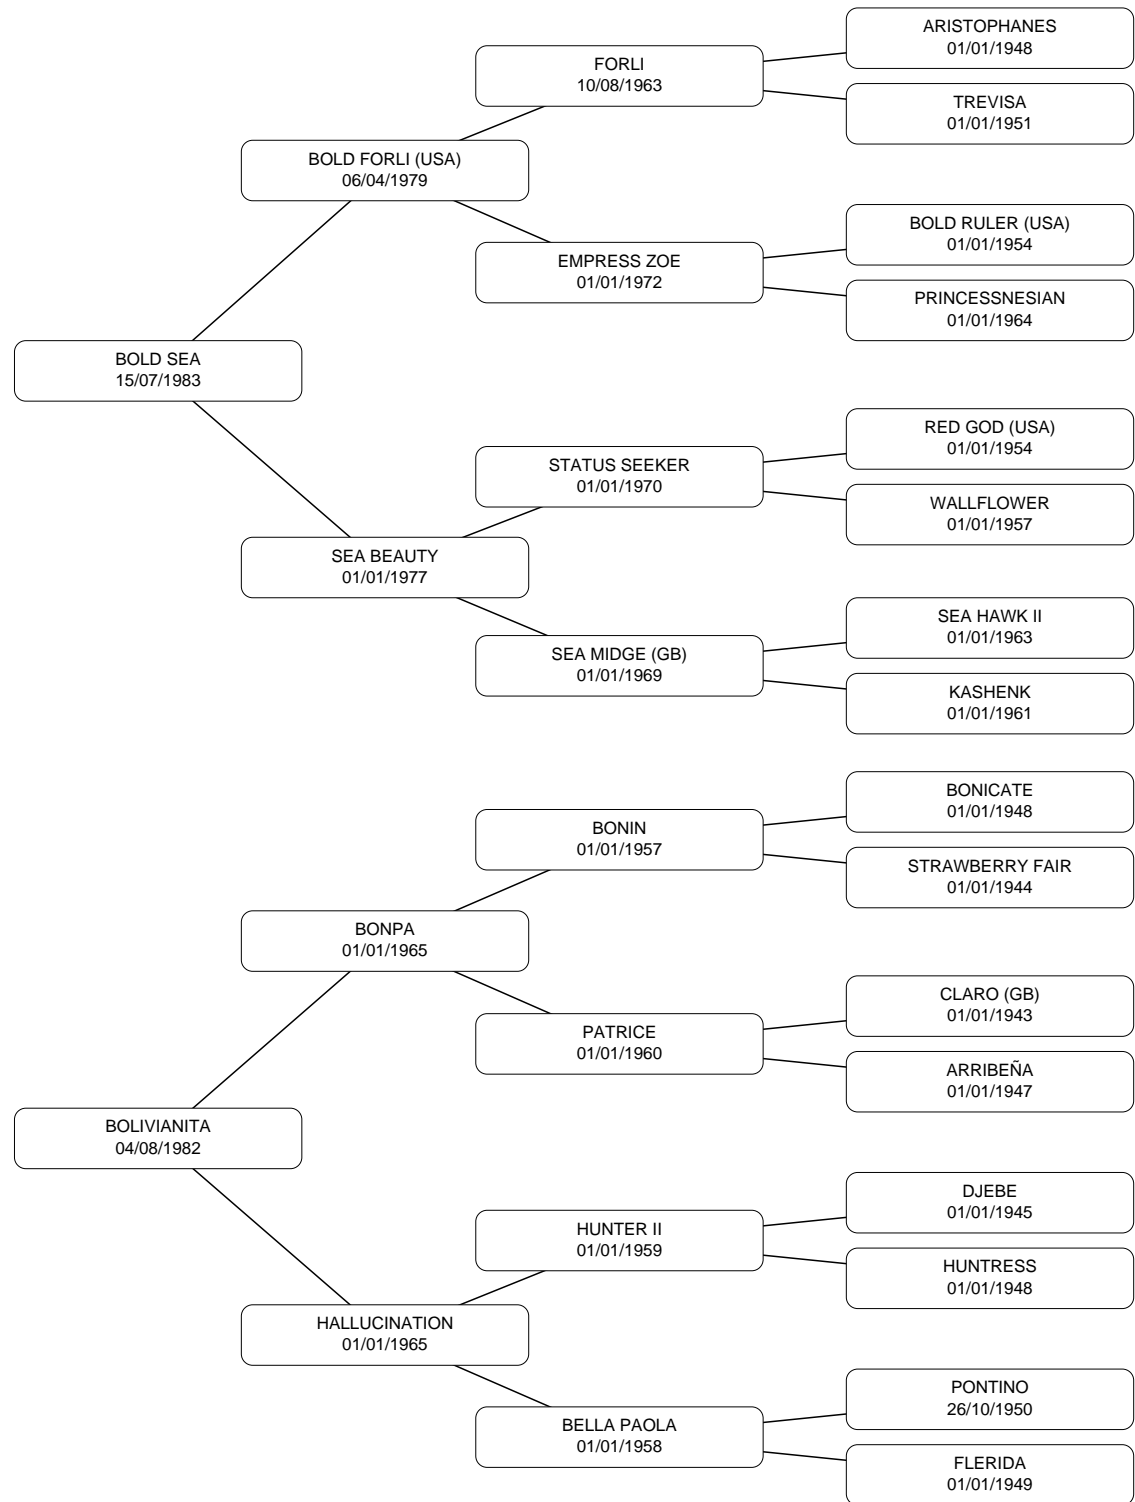 ARISTOPHANES
01/01/1948
FORLI
10/08/1963
TREVISA
01/01/1951
BOLD FORLI (USA)
06/04/1979
BOLD RULER (USA)
01/01/1954
EMPRESS ZOE
01/01/1972
PRINCESSNESIAN
01/01/1964
BOLD SEA
15/07/1983
RED GOD (USA)
01/01/1954
STATUS SEEKER
01/01/1970
WALLFLOWER
01/01/1957
SEA BEAUTY
01/01/1977
SEA HAWK II
01/01/1963
SEA MIDGE (GB)
01/01/1969
KASHENK
01/01/1961
BONICATE
01/01/1948
BONIN
01/01/1957
STRAWBERRY FAIR
01/01/1944
BONPA
01/01/1965
CLARO (GB)
01/01/1943
PATRICE
01/01/1960
ARRIBEÑA
01/01/1947
BOLIVIANITA
04/08/1982
DJEBE
01/01/1945
HUNTER II
01/01/1959
HUNTRESS
01/01/1948
HALLUCINATION
01/01/1965
PONTINO
26/10/1950
BELLA PAOLA
01/01/1958
FLERIDA
01/01/1949